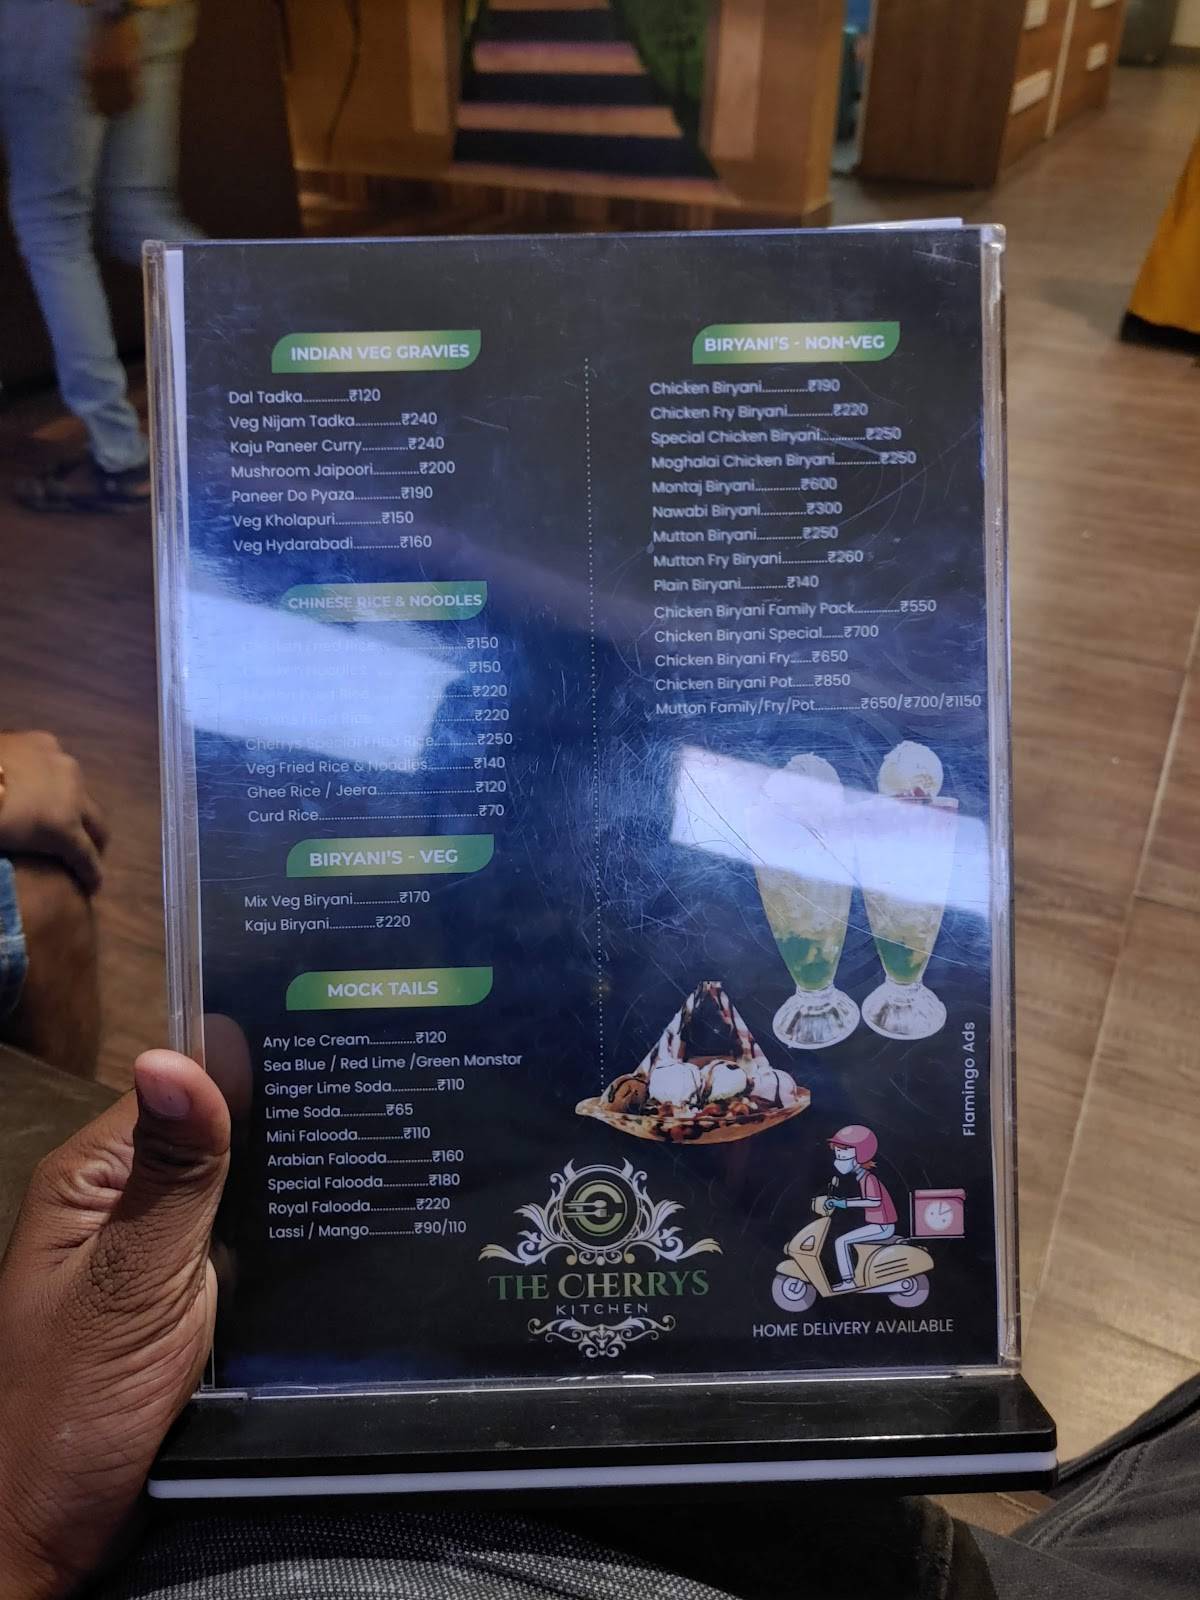 INDIAN VEG GRAVIES
Dal Tadka..............₹120
Veg Nijam Tadka..............₹240
Kaju Paneer Curry..............₹240
Mushroom Jaipoori..............₹200
Paneer Do Pyaza..............₹190
Veg Kholapuri..............₹150
Veg Hydarabadi..............₹160
CHINESE RICE & NOODLES
Chicken Fried Rice..............₹150
₹150
₹220
Fried Rice..............₹220
Cherrys Special Fried Rice..............₹250
Veg Fried Rice & Noodles..............₹140
Ghee Rice / Jeera..............₹120
Curd Rice..............₹70
BIRYANI'S - VEG
Mix Veg Biryani..............₹170
Kaju Biryani..............₹220
MOCK TAILS
Any Ice Cream..............₹120
Sea Blue / Red Lime /Green Monstor
Ginger Lime Soda..............₹110
Lime Soda..............₹65
Mini Falooda..............₹110
Arabian Falooda..............₹160
Special Falooda..............₹180
Royal Falooda..............₹220
Lassi / Mango..............₹90/110
BIRYANI'S - NON-VEG
Chicken Biryani..............₹190
Chicken Fry Biryani..............₹220
Special Chicken Biryani..............₹250
Moghalai Chicken Biryani..............₹250
Montaj Biryani..............₹600
Nawabi Biryani..............₹300
Mutton Biryani..............₹250
Mutton Fry Biryani..............₹260
Plain Biryani..............₹140
Chicken Biryani Family Pack..............₹550
Chicken Biryani Special......₹700
Chicken Biryani Fry......₹650
Chicken Biryani Pot......₹850
Mutton Family/Fry/Pot..............₹650/₹700/₹1150
Flamingo Ads
THE CHERRYS
KITCHEN
HOME DELIVERY AVAILABLE